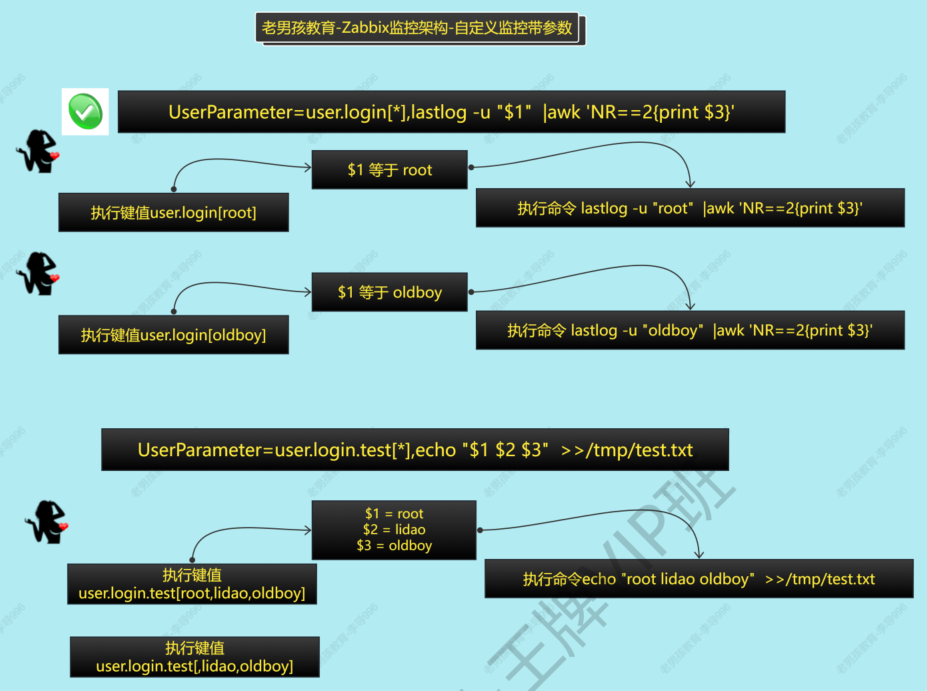 老男孩教育-Zabbix监控架构-自定义监控带参数
UserParameter=user.login[*],lastlog -u "$1" |awk 'NR==2{print $3}'
$1 等于 root
执行键值user.login[root]
执行命令 lastlog -u "root" |awk 'NR==2{print $3}'
$1 等于 oldboy
执行键值user.login[oldboy]
执行命令 lastlog -u "oldboy" |awk 'NR==2{print $3}'
UserParameter=user.login.test[*],echo "$1 $2 $3" >>/tmp/test.txt
$1 = root
$2 = lidao
$3 = oldboy
执行键值
user.login.test[root,lidao,oldboy]
执行命令echo "root lidao oldboy" >>/tmp/test.txt
执行键值
user.login.test[,lidao,oldboy]
王牌VIP班